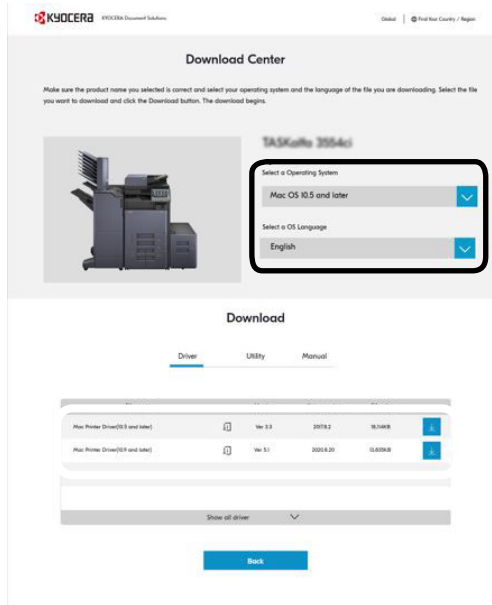 KYOCERA KYOCERA Document Solutions
Global Find Your Country / Region
Download Center
Make sure the product name you selected is correct and select your operating system and the language of the file you are downloading. Select the file
you want to download and click the Download button. The download begins.
TASKalfa 3554ci
Select a Operating System
Mac OS 10.5 and later
Select a OS Language
English
Download
Driver Utility Manual
Mac Printer Driver(10.5 and later) Ver 3.3 2017.8.2
Mac Printer Driver(10.9 and later) Ver 5.1 2020.8.20
Show all driver
Back